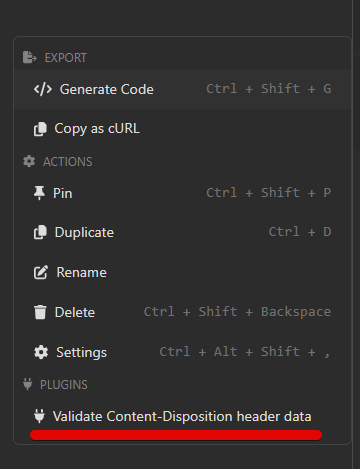 EXPORT
Generate Code Ctrl + Shift + G
Copy as cURL
ACTIONS
Pin Ctrl + Shift + P
Duplicate Ctrl + D
Rename
Delete Ctrl + Shift + Backspace
Settings Ctrl + Alt + Shift + ,
PLUGINS
Validate Content-Disposition header data